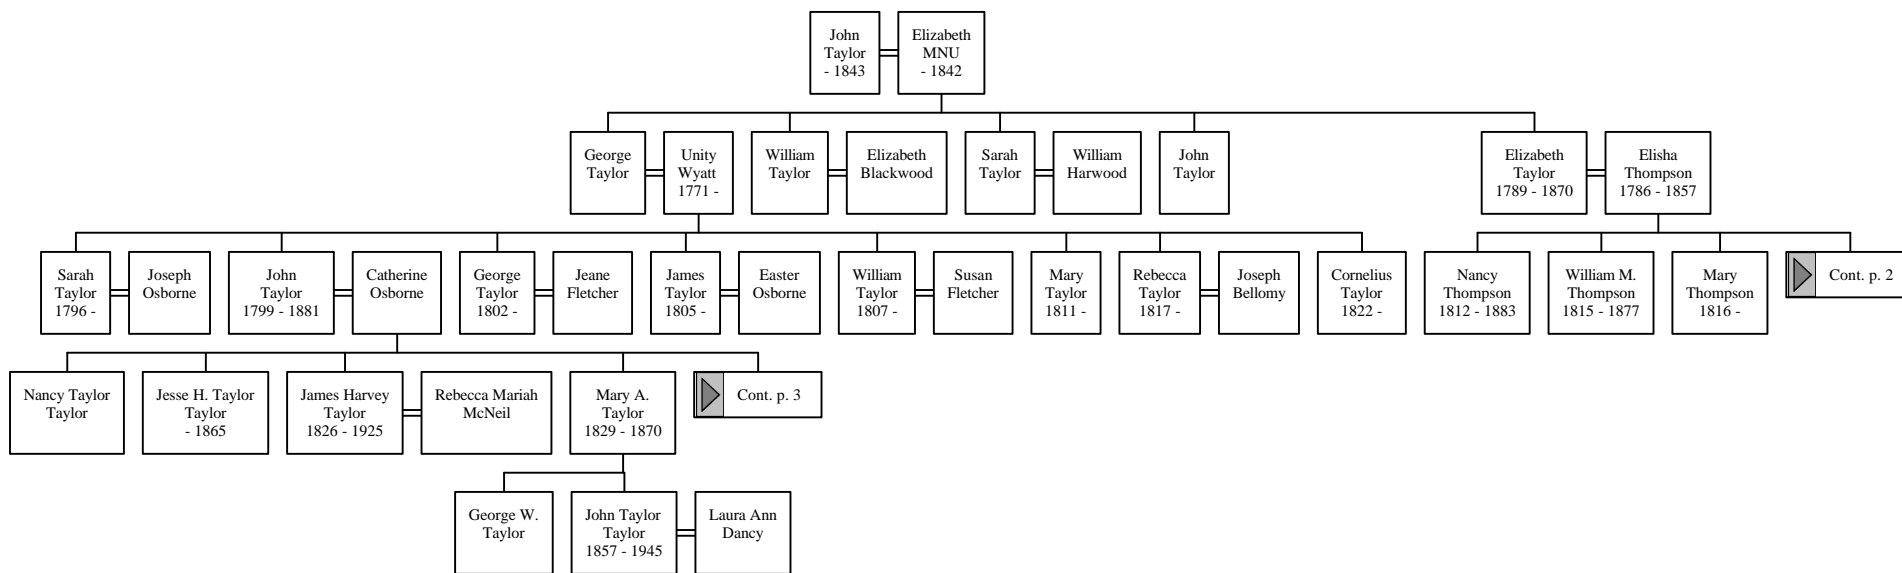 John
Taylor
- 1843
Elizabeth
MNU
- 1842
George
Taylor
Unity
Wyatt
1771 -
William
Taylor
Elizabeth
Blackwood
Sarah
Taylor
William
Harwood
John
Taylor
Elizabeth
Taylor
1789 - 1870
Elisha
Thompson
1786 - 1857
Sarah
Taylor
1796 -
Joseph
Osborne
John
Taylor
1799 - 1881
Catherine
Osborne
George
Taylor
1802 -
Jeane
Fletcher
James
Taylor
1805 -
Easter
Osborne
William
Taylor
1807 -
Susan
Fletcher
Mary
Taylor
1811 -
Rebecca
Taylor
1817 -
Joseph
Bellomy
Cornelius
Taylor
1822 -
Nancy
Thompson
1812 - 1883
William M.
Thompson
1815 - 1877
Mary
Thompson
1816 -
Cont. p. 2
Nancy Taylor
Taylor
Jesse H. Taylor
Taylor
- 1865
James Harvey
Taylor
1826 - 1925
Rebecca Mariah
McNeil
Mary A.
Taylor
1829 - 1870
Cont. p. 3
George W.
Taylor
John Taylor
Taylor
1857 - 1945
Laura Ann
Dancy